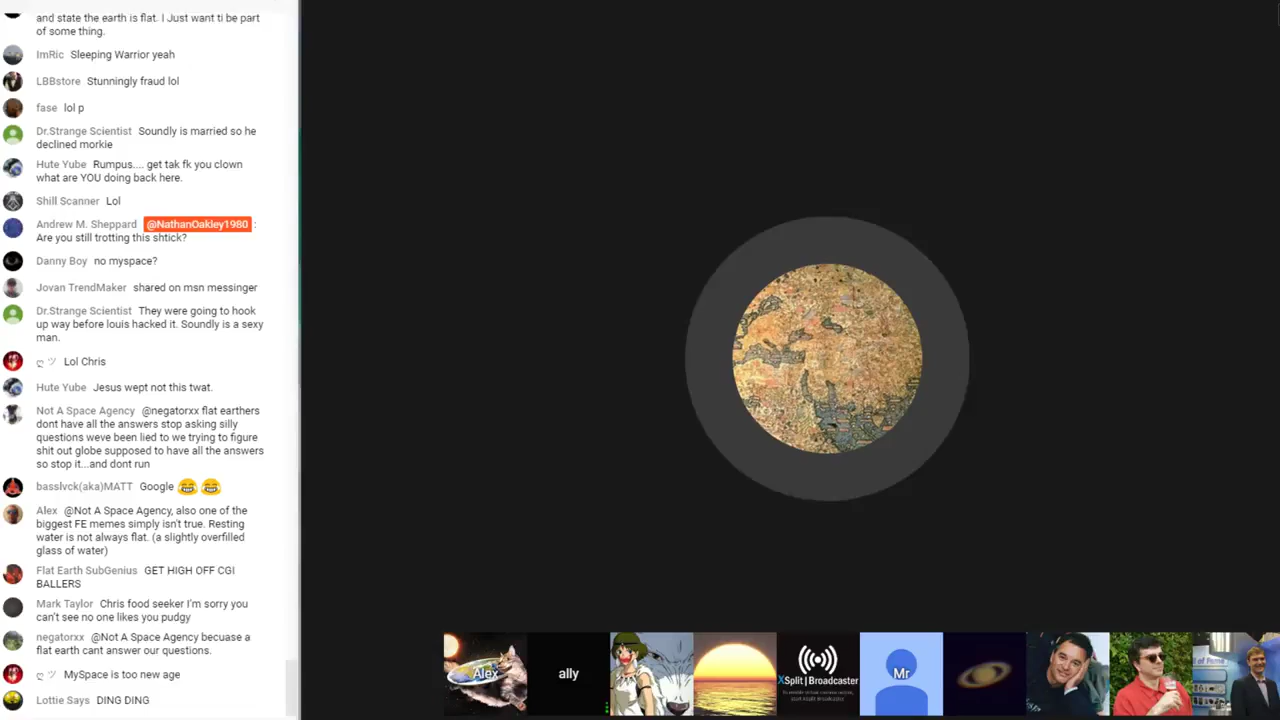 and state the earth is flat. I Just want ti be part
of some thing.
ImRic Sleeping Warrior yeah
LBBstore Stunningly fraud lol
fase lol p
Dr.Strange Scientist Soundly is married so he
declined morkie
Hute Yube Rumpus.... get tak fk you clown
what are YOU doing back here.
Shill Scanner Lol
Andrew M. Sheppard @NathanOakley1980 :
Are you still trotting this shtick?
Danny Boy no myspace?
Jovan TrendMaker shared on msn messinger
Dr.Strange Scientist They were going to hook
up way before louis hacked it. Soundly is a sexy
man.
ღ ツ Lol Chris
Hute Yube Jesus wept not this twat.
Not A Space Agency @negatorxx flat earthers
dont have all the answers stop asking silly
questions weve been lied to we trying to figure
shit out globe supposed to have all the answers
so stop it...and dont run
basslvck(aka)MATT Google 😂 😂
Alex @Not A Space Agency, also one of the
biggest FE memes simply isn't true. Resting
water is not always flat. (a slightly overfilled
glass of water)
Flat Earth SubGenius GET HIGH OFF CGI
BALLERS
Mark Taylor Chris food seeker I'm sorry you
can't see no one likes you pudgy
negatorxx @Not A Space Agency becuase a
flat earth cant answer our questions.
ღ ツ MySpace is too new age
Lottie Says DING DING
Alex
ally
XSplit | Broadcaster
Mr